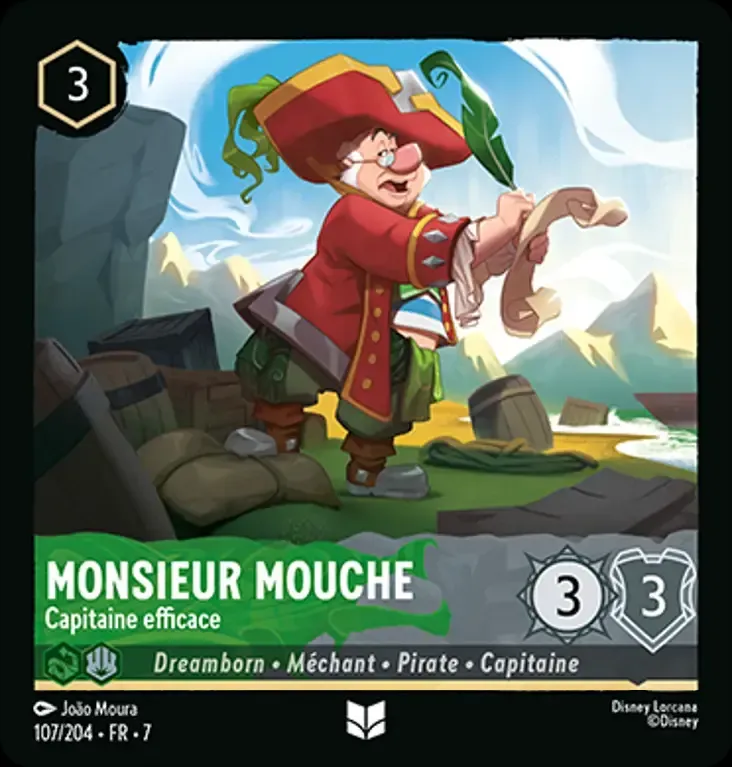 3
MONSIEUR MOUCHE
Capitaine efficace
3
3
Dreamborn • Méchant • Pirate • Capitaine
João Moura
107/204 • FR • 7
Disney Lorcana
©Disney